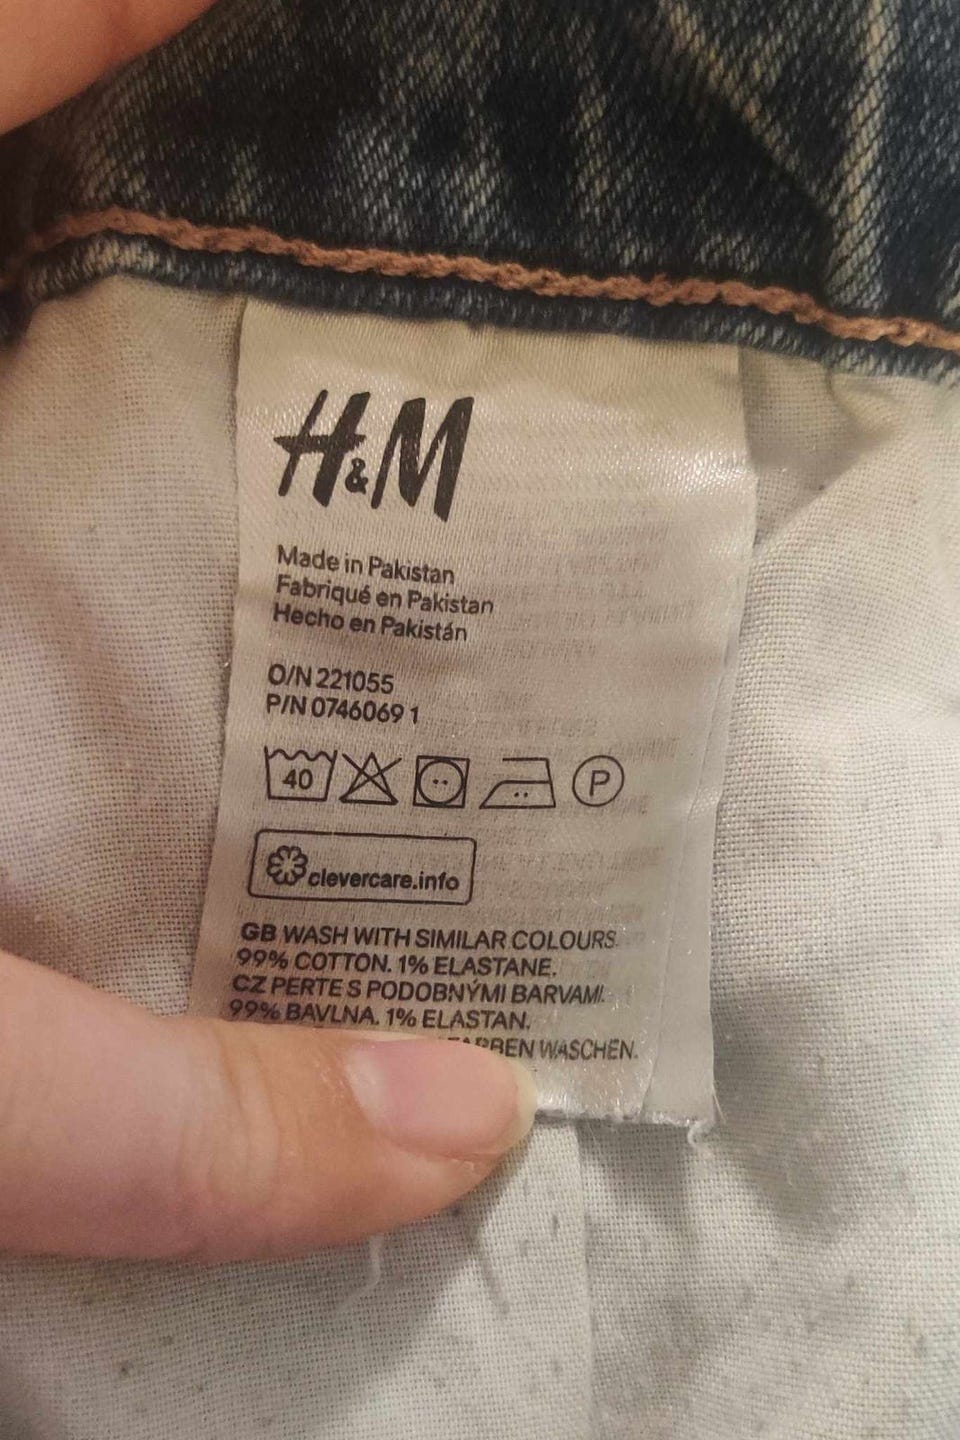 H&M
Made in Pakistan
Fabriqué en Pakistan
Hecho en Pakistán
O/N 221055
P/N 0746069 1
40 P
clevercare.info
GB WASH WITH SIMILAR COLOURS.
99% COTTON. 1% ELASTANE.
CZ PERTE S PODOBNÝMI BARVAMI.
99% BAVLNA. 1% ELASTAN.
WASCHEN.